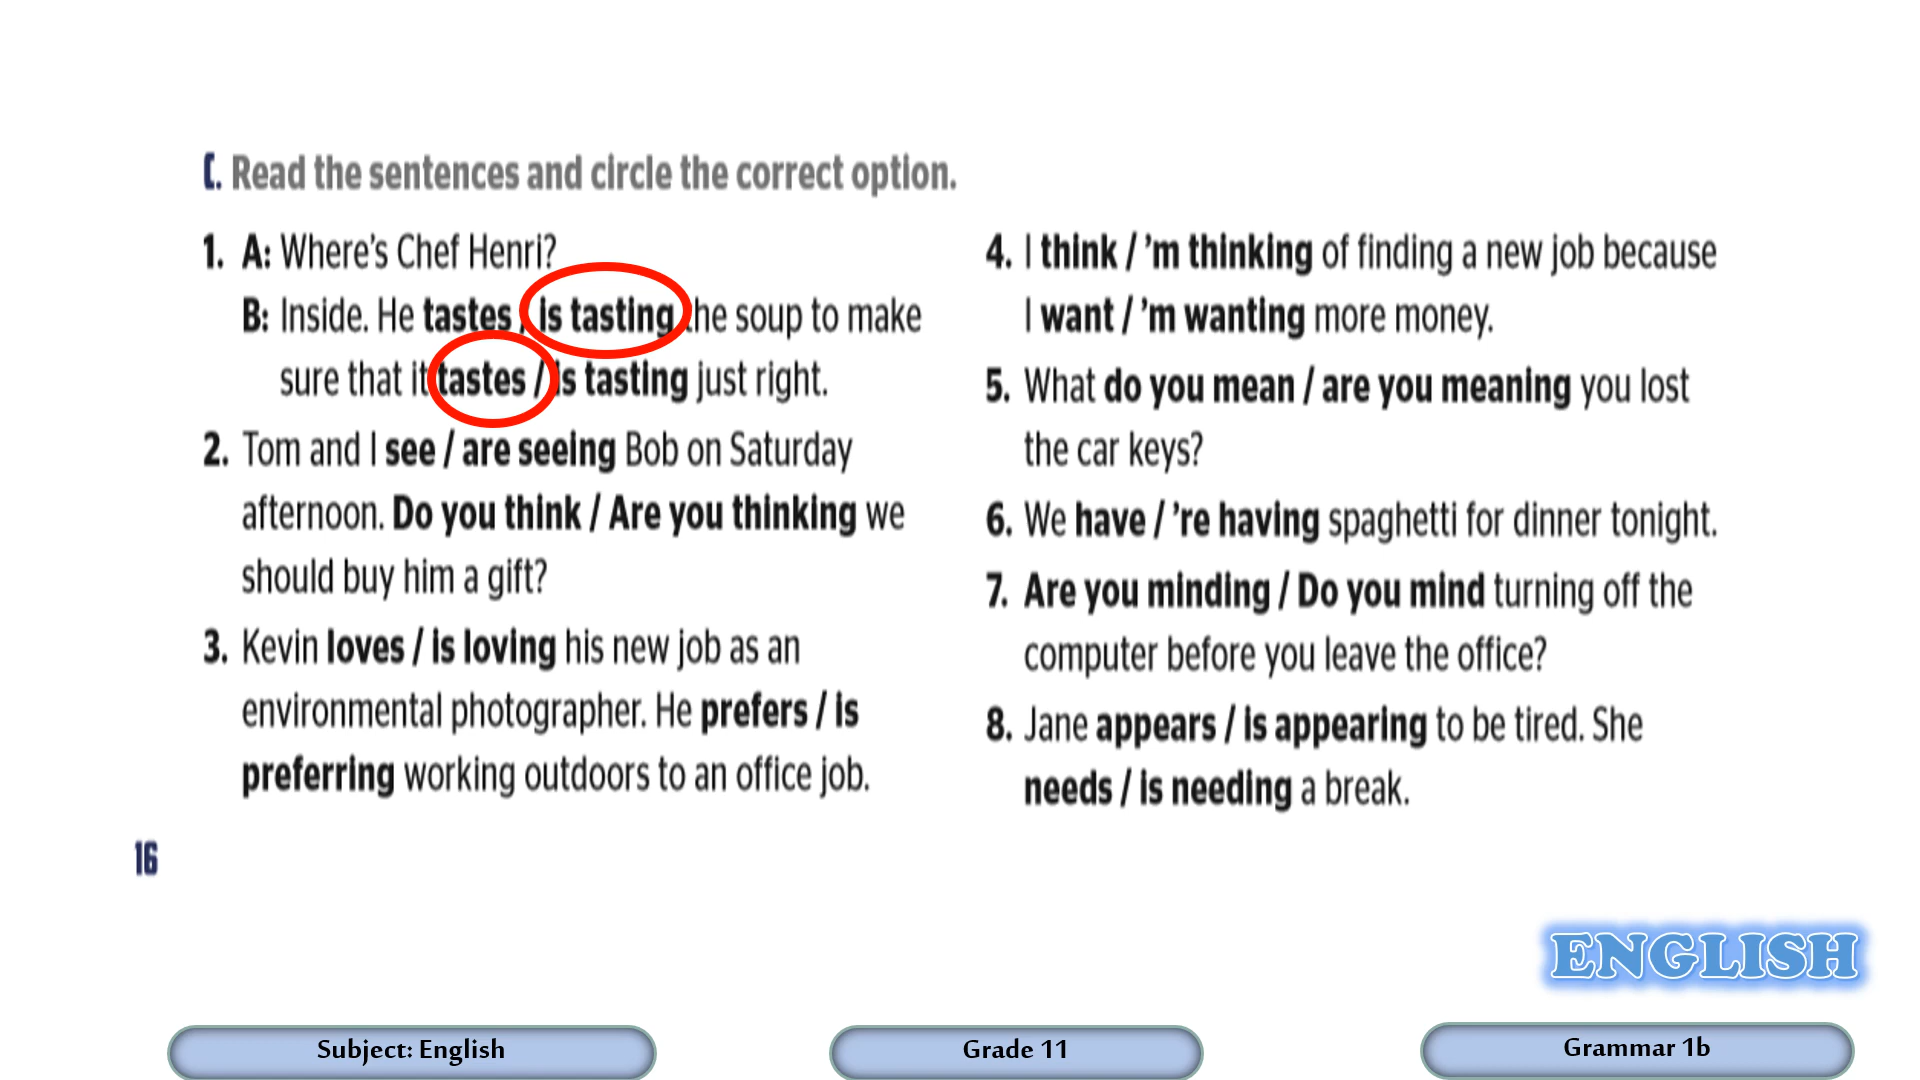 C. Read the sentences and circle the correct option.
1. A: Where's Chef Henri?
B: Inside. He tastes / is tasting the soup to make
sure that it tastes / is tasting just right.
2. Tom and I see / are seeing Bob on Saturday
afternoon. Do you think / Are you thinking we
should buy him a gift?
3. Kevin loves / is loving his new job as an
environmental photographer. He prefers / is
preferring working outdoors to an office job.
4. I think / 'm thinking of finding a new job because
I want / 'm wanting more money.
5. What do you mean / are you meaning you lost
the car keys?
6. We have / 're having spaghetti for dinner tonight.
7. Are you minding / Do you mind turning off the
computer before you leave the office?
8. Jane appears / is appearing to be tired. She
needs / is needing a break.
16
ENGLISH
Subject: English
Grade 11
Grammar 1b